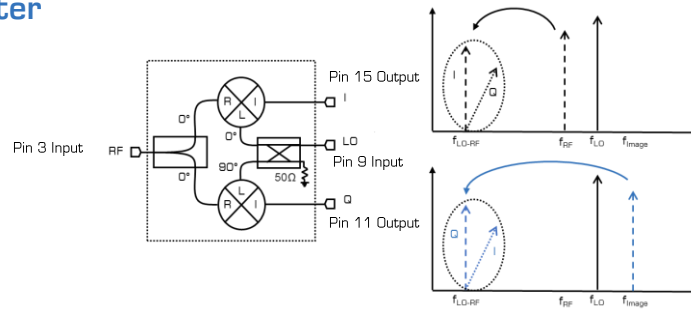 ter
Pin 15 Output
Pin 3 Input
RF
0°
0°
R
I
L
0°
I
LO
Pin 9 Input
90°
50Ω
L
R
I
Q
Pin 11 Output
I
Q
fLO-RF
fRF
fLO
fImage
Q
I
fLO-RF
fRF
fLO
fImage